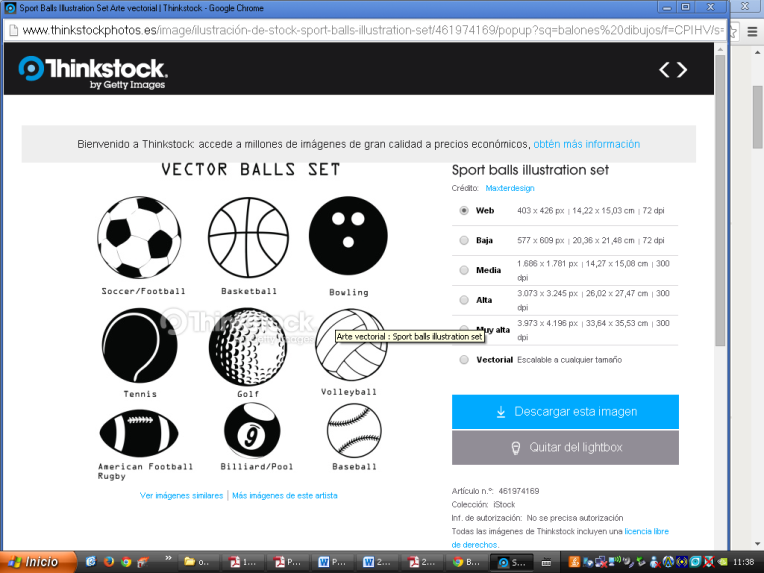 Sport Balls Illustration Set Arte vectorial | Thinkstock - Google Chrome
www.thinkstockphotos.es/image/ilustración-de-stock-sport-balls-illustration-set/461974169/popup?sq=balones%20dibujos/f=CPIHV/s=
Thinkstock.
by Getty Images
Bienvenido a Thinkstock: accede a millones de imágenes de gran calidad a precios económicos, obtén más información
VECTOR BALLS SET
Soccer/Football
Basketball
Bowling
Thinkstock
Tennis
Golf
Volleyball
9
American Football
Rugby
Billiard/Pool
Baseball
Arte vectorial : Sport balls illustration set
Ver imágenes similares | Más imágenes de este artista
Sport balls illustration set
Crédito: Maxterdesign
Web 403 x 426 px | 14,22 x 15,03 cm | 72 dpi
Baja 577 x 609 px | 20,36 x 21,48 cm | 72 dpi
Media 1.686 x 1.781 px | 14,27 x 15,08 cm | 300
dpi
Alta 3.073 x 3.245 px | 26,02 x 27,47 cm | 300
dpi
Muy alta 3.973 x 4.196 px | 33,64 x 35,53 cm | 300
dpi
Vectorial Escalable a cualquier tamaño
Descargar esta imagen
Quitar del lightbox
Artículo n.º: 461974169
Colección: iStock
Inf. de autorización: No se precisa autorización
Todas las imágenes de Thinkstock incluyen una licencia libre
de derechos.
Inicio
»
o...
1...
P...
P...
2...
2...
B...
S...
11:38